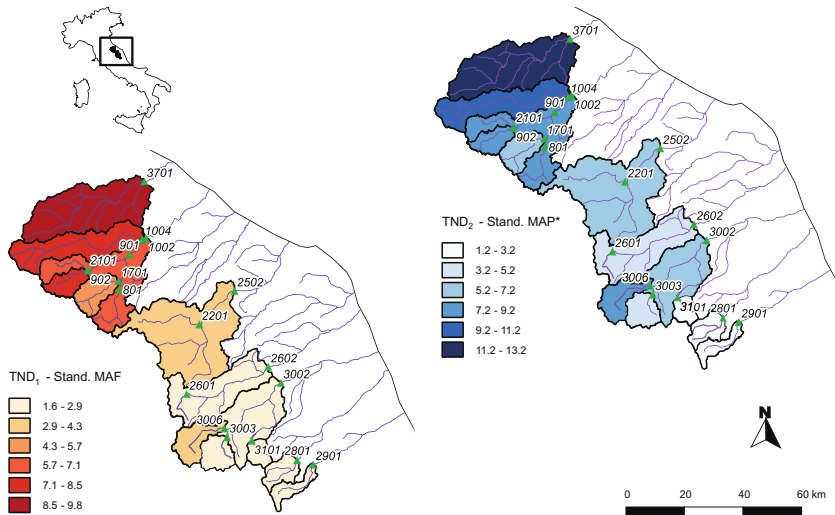 3701
1004
901
1002
2101
1701
902
801
2502
2201
2602
3002
2601
3006
3003
3101
2801
2901
TND1 - Stand. MAF
1.6 - 2.9
2.9 - 4.3
4.3 - 5.7
5.7 - 7.1
7.1 - 8.5
8.5 - 9.8
3701
1004
901
1002
2101
1701
902
801
2502
2201
2602
3002
2601
3006
3003
3101
2801
2901
TND2 - Stand. MAP*
1.2 - 3.2
3.2 - 5.2
5.2 - 7.2
7.2 - 9.2
9.2 - 11.2
11.2 - 13.2
N
0 20 40 60 km